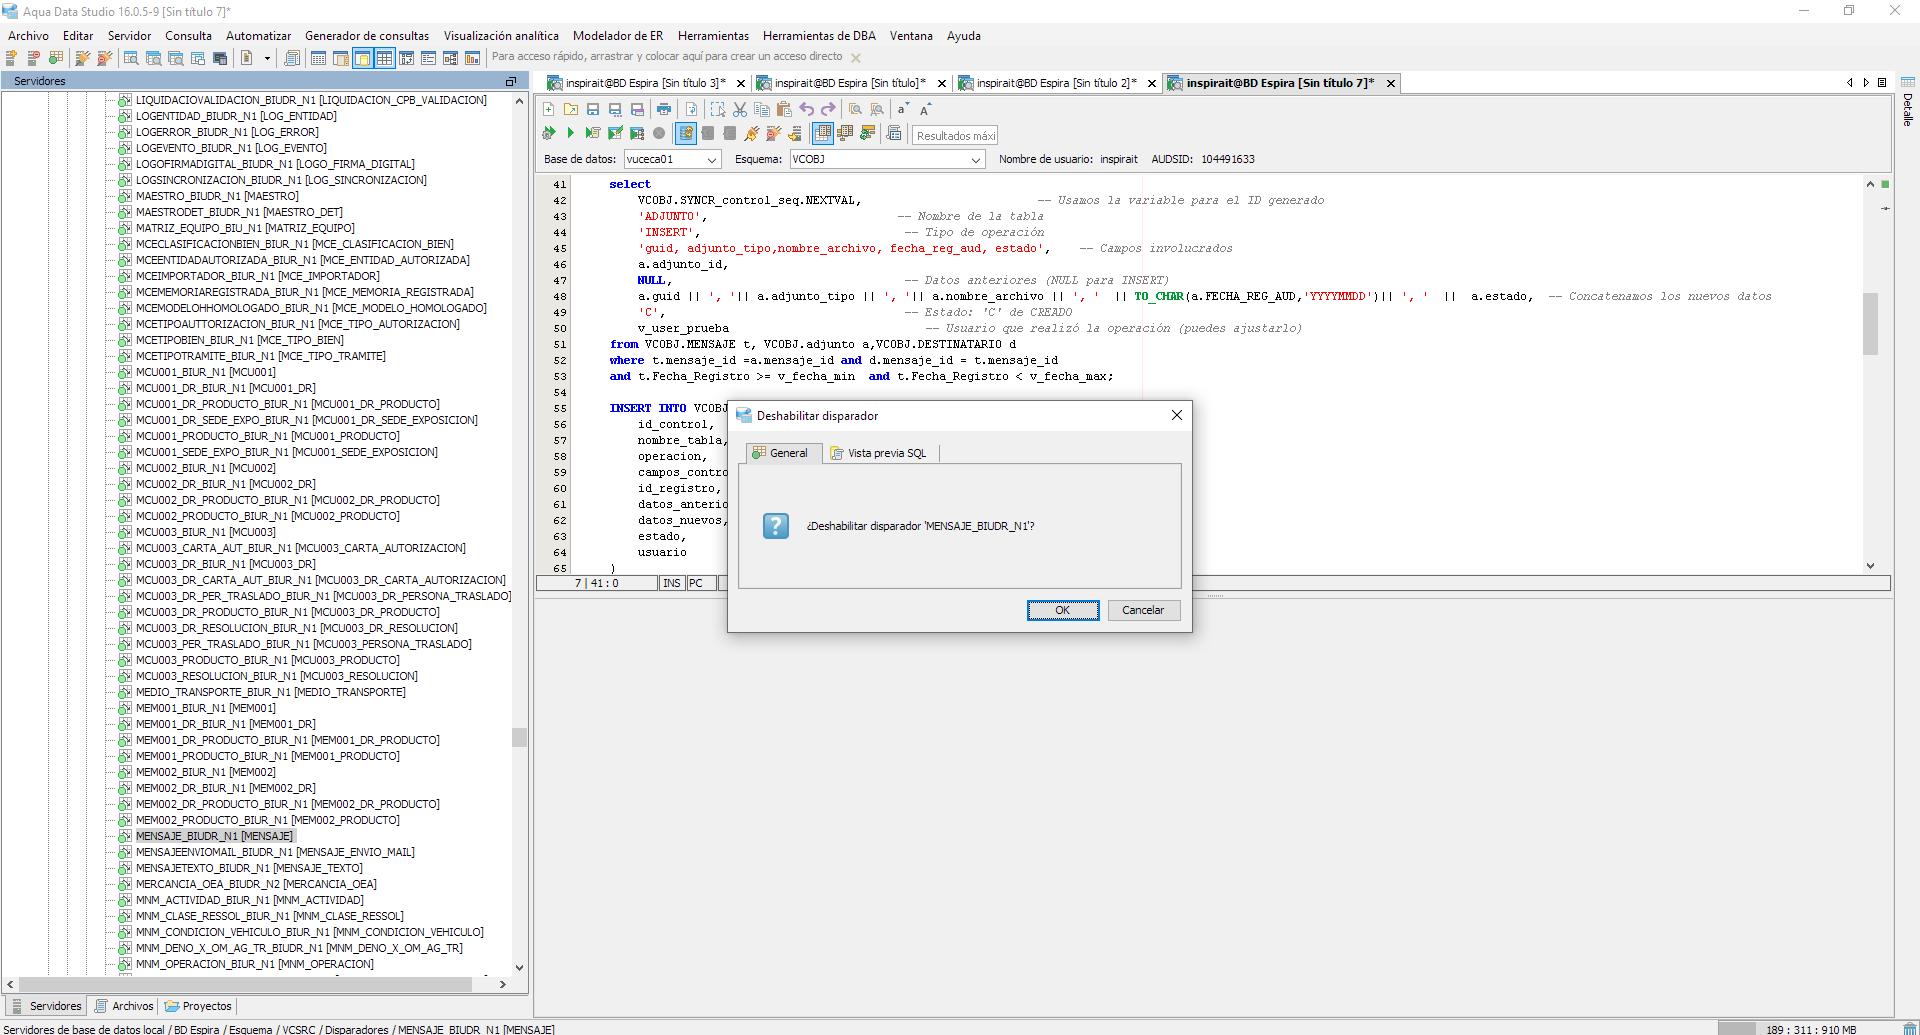 Aqua Data Studio 16.0.5-9 [Sin título 7]*
Archivo Editar Servidor Consulta Automatizar Generador de consultas Visualización analítica Modelador de ER Herramientas Herramientas de DBA Ventana Ayuda
Para acceso rápido, arrastrar y colocar aquí para crear un acceso directo
Servidores
LIQUIDACIOVALIDACION_BIUDR_N1 [LIQUIDACION_CPB_VALIDACION]
LOGENTIDAD_BIUDR_N1 [LOG_ENTIDAD]
LOGERROR_BIUDR_N1 [LOG_ERROR]
LOGEVENTO_BIUDR_N1 [LOG_EVENTO]
LOGOFIRMADIGITAL_BIUDR_N1 [LOGO_FIRMA_DIGITAL]
LOGSINCRONIZACION_BIUDR_N1 [LOG_SINCRONIZACION]
MAESTRO_BIUDR_N1 [MAESTRO]
MAESTRODET_BIUDR_N1 [MAESTRO_DET]
MATRIZ_EQUIPO_BIU_N1 [MATRIZ_EQUIPO]
MCECLASIFICACIONBIEN_BIUR_N1 [MCE_CLASIFICACION_BIEN]
MCEENTIDADAUTORIZADA_BIUR_N1 [MCE_ENTIDAD_AUTORIZADA]
MCEIMPORTADOR_BIUR_N1 [MCE_IMPORTADOR]
MCEMEMORIAREGISTRADA_BIUR_N1 [MCE_MEMORIA_REGISTRADA]
MCEMODELOHHOMOLOGADO_BIUR_N1 [MCE_MODELO_HOMOLOGADO]
MCETIPOAUTTORIZACION_BIUR_N1 [MCE_TIPO_AUTORIZACION]
MCETIPOBIEN_BIUR_N1 [MCE_TIPO_BIEN]
MCETIPOTRAMITE_BIUR_N1 [MCE_TIPO_TRAMITE]
MCU001_BIUR_N1 [MCU001]
MCU001_DR_BIUR_N1 [MCU001_DR]
MCU001_DR_PRODUCTO_BIUR_N1 [MCU001_DR_PRODUCTO]
MCU001_DR_SEDE_EXPO_BIUR_N1 [MCU001_DR_SEDE_EXPOSICION]
MCU001_PRODUCTO_BIUR_N1 [MCU001_PRODUCTO]
MCU001_SEDE_EXPO_BIUR_N1 [MCU001_SEDE_EXPOSICION]
MCU002_BIUR_N1 [MCU002]
MCU002_DR_BIUR_N1 [MCU002_DR]
MCU002_DR_PRODUCTO_BIUR_N1 [MCU002_DR_PRODUCTO]
MCU002_PRODUCTO_BIUR_N1 [MCU002_PRODUCTO]
MCU003_BIUR_N1 [MCU003]
MCU003_CARTA_AUT_BIUR_N1 [MCU003_CARTA_AUTORIZACION]
MCU003_DR_BIUR_N1 [MCU003_DR]
MCU003_DR_CARTA_AUT_BIUR_N1 [MCU003_DR_CARTA_AUTORIZACION]
MCU003_DR_PER_TRASLADO_BIUR_N1 [MCU003_DR_PERSONA_TRASLADO]
MCU003_DR_PRODUCTO_BIUR_N1 [MCU003_DR_PRODUCTO]
MCU003_DR_RESOLUCION_BIUR_N1 [MCU003_DR_RESOLUCION]
MCU003_PER_TRASLADO_BIUR_N1 [MCU003_PERSONA_TRASLADO]
MCU003_PRODUCTO_BIUR_N1 [MCU003_PRODUCTO]
MCU003_RESOLUCION_BIUR_N1 [MCU003_RESOLUCION]
MEDIO_TRANSPORTE_BIUR_N1 [MEDIO_TRANSPORTE]
MEM001_BIUR_N1 [MEM001]
MEM001_DR_BIUR_N1 [MEM001_DR]
MEM001_DR_PRODUCTO_BIUR_N1 [MEM001_DR_PRODUCTO]
MEM001_PRODUCTO_BIUR_N1 [MEM001_PRODUCTO]
MEM002_BIUR_N1 [MEM002]
MEM002_DR_BIUR_N1 [MEM002_DR]
MEM002_DR_PRODUCTO_BIUR_N1 [MEM002_DR_PRODUCTO]
MEM002_PRODUCTO_BIUR_N1 [MEM002_PRODUCTO]
MENSAJE_BIUDR_N1 [MENSAJE]
MENSAJEENVIOMAIL_BIUDR_N1 [MENSAJE_ENVIO_MAIL]
MENSAJETEXTO_BIUDR_N1 [MENSAJE_TEXTO]
MERCANCIA_OEA_BIUDR_N2 [MERCANCIA_OEA]
MNM_ACTIVIDAD_BIUR_N1 [MNM_ACTIVIDAD]
MNM_CLASE_RESSOL_BIUR_N1 [MNM_CLASE_RESSOL]
MNM_CONDICION_VEHICULO_BIUR_N1 [MNM_CONDICION_VEHICULO]
MNM_DENO_X_OM_AG_TR_BIUDR_N1 [MNM_DENO_X_OM_AG_TR]
MNM_OPERACION_BIUR_N1 [MNM_OPERACION]
Servidores Archivos Proyectos
inspirait@BD Espira [Sin título 3]* inspirait@BD Espira [Sin título]* inspirait@BD Espira [Sin título 2]* inspirait@BD Espira [Sin título 7]*
Detalle
Resultados máxi
Base de datos: vuceca01 Esquema: VCOBJ Nombre de usuario: inspirait AUDSID: 104491633
41 select
42 VCOBJ.SYNCR_control_seq.NEXTVAL, -- Usamos la variable para el ID generado
43 'ADJUNTO', -- Nombre de la tabla
44 'INSERT', -- Tipo de operación
45 'guid, adjunto_tipo,nombre_archivo, fecha_reg_aud, estado', -- Campos involucrados
46 a.adjunto_id,
47 NULL, -- Datos anteriores (NULL para INSERT)
48 a.guid || ', '|| a.adjunto_tipo || ', '|| a.nombre_archivo || ', ' || TO_CHAR(a.FECHA_REG_AUD,'YYYYMMDD')|| ', ' || a.estado, -- Concatenamos los nuevos datos
49 'C', -- Estado: 'C' de CREADO
50 v_user_prueba -- Usuario que realizó la operación (puedes ajustarlo)
51 from VCOBJ.MENSAJE t, VCOBJ.adjunto a,VCOBJ.DESTINATARIO d
52 where t.mensaje_id =a.mensaje_id and d.mensaje_id = t.mensaje_id
53 and t.Fecha_Registro >= v_fecha_min and t.Fecha_Registro < v_fecha_max;
54
55 INSERT INTO VCOBJ
56 id_control,
57 nombre_tabla,
58 operacion,
59 campos_contro
60 id_registro,
61 datos_anterio
62 datos_nuevos,
63 estado,
64 usuario
65 )
7 | 41 : 0 INS PC
Deshabilitar disparador
General Vista previa SQL
¿Deshabilitar disparador 'MENSAJE_BIUDR_N1'?
OK Cancelar
Servidores de base de datos local / BD Espira / Esquema / VCSRC / Disparadores / MENSAJE_BIUDR_N1 [MENSAJE]
189 : 311 : 910 MB